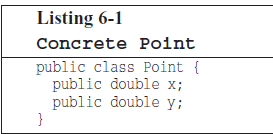 Listing 6-1
Concrete Point
public class Point {
public double x;
public double y;
}